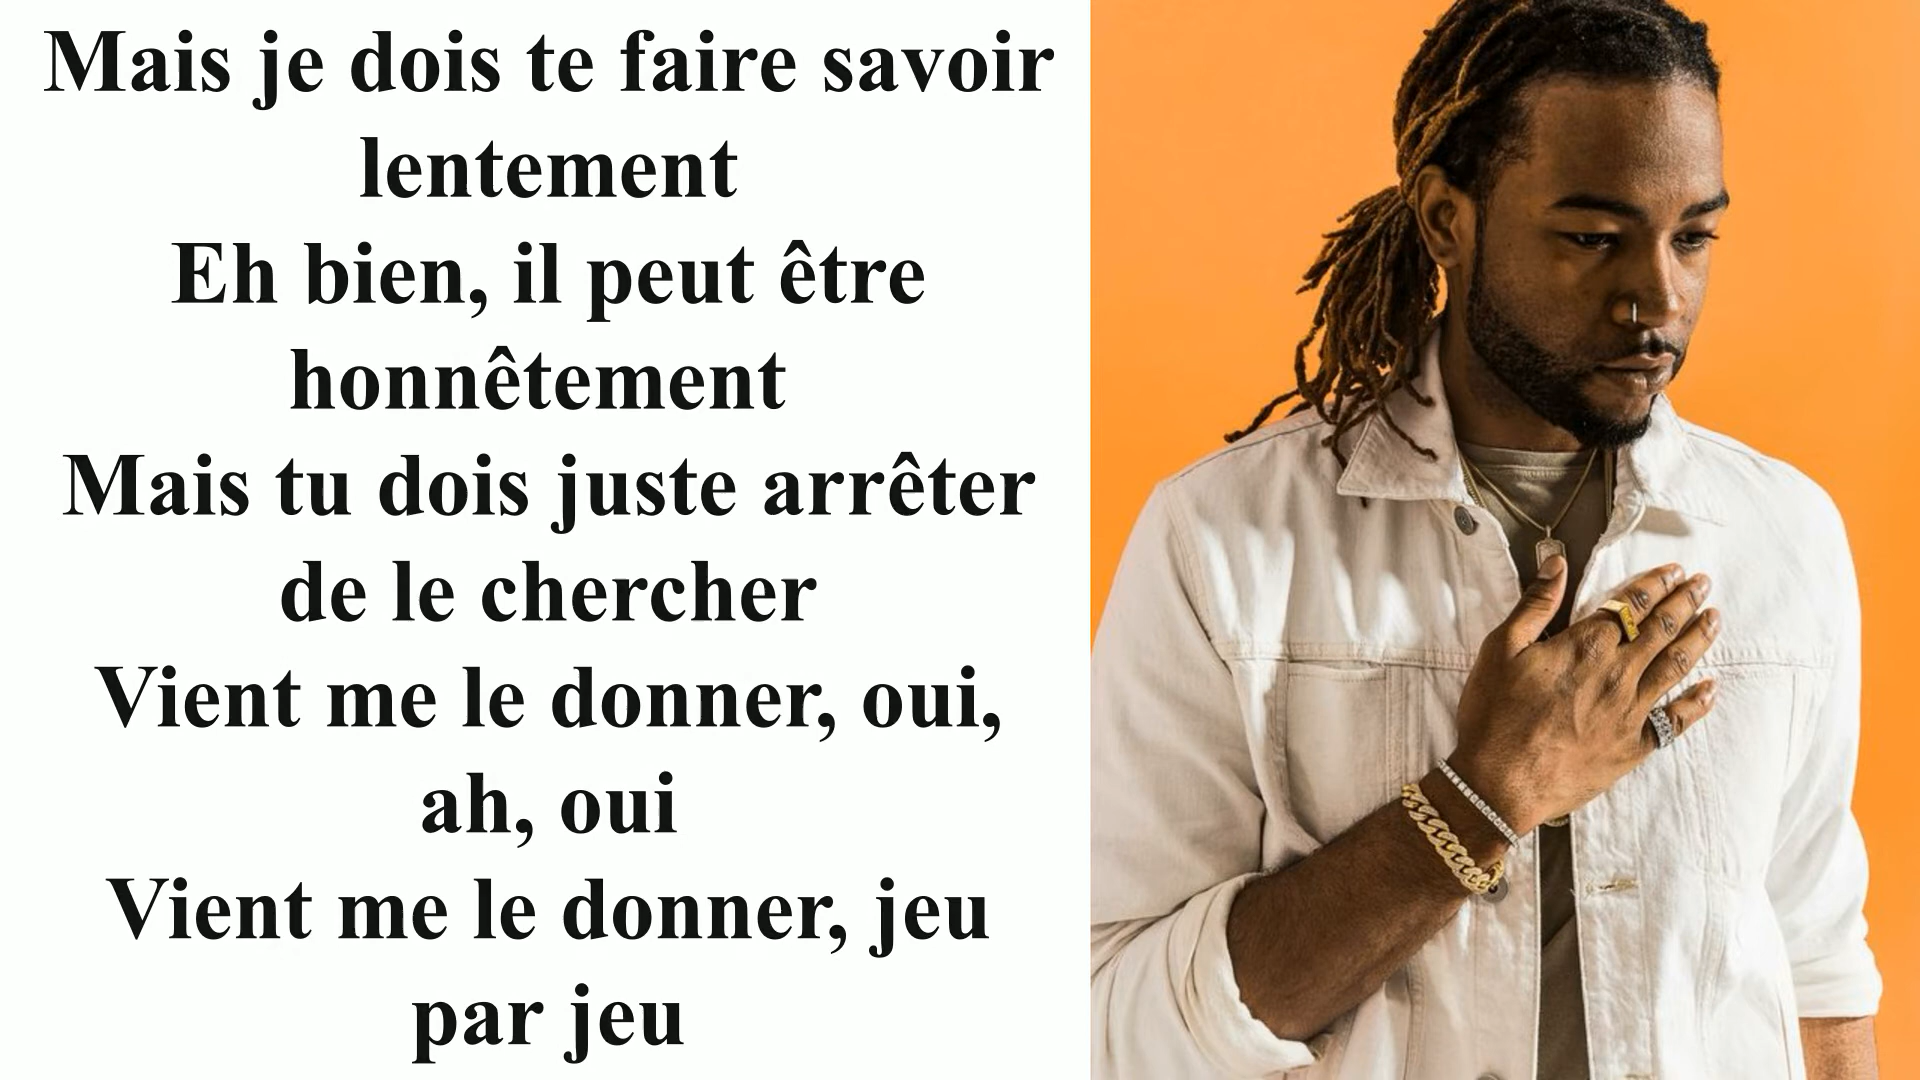 Mais je dois te faire savoir
lentement
Eh bien, il peut être
honnêtement
Mais tu dois juste arrêter
de le chercher
Vient me le donner, oui,
ah, oui
Vient me le donner, jeu
par jeu